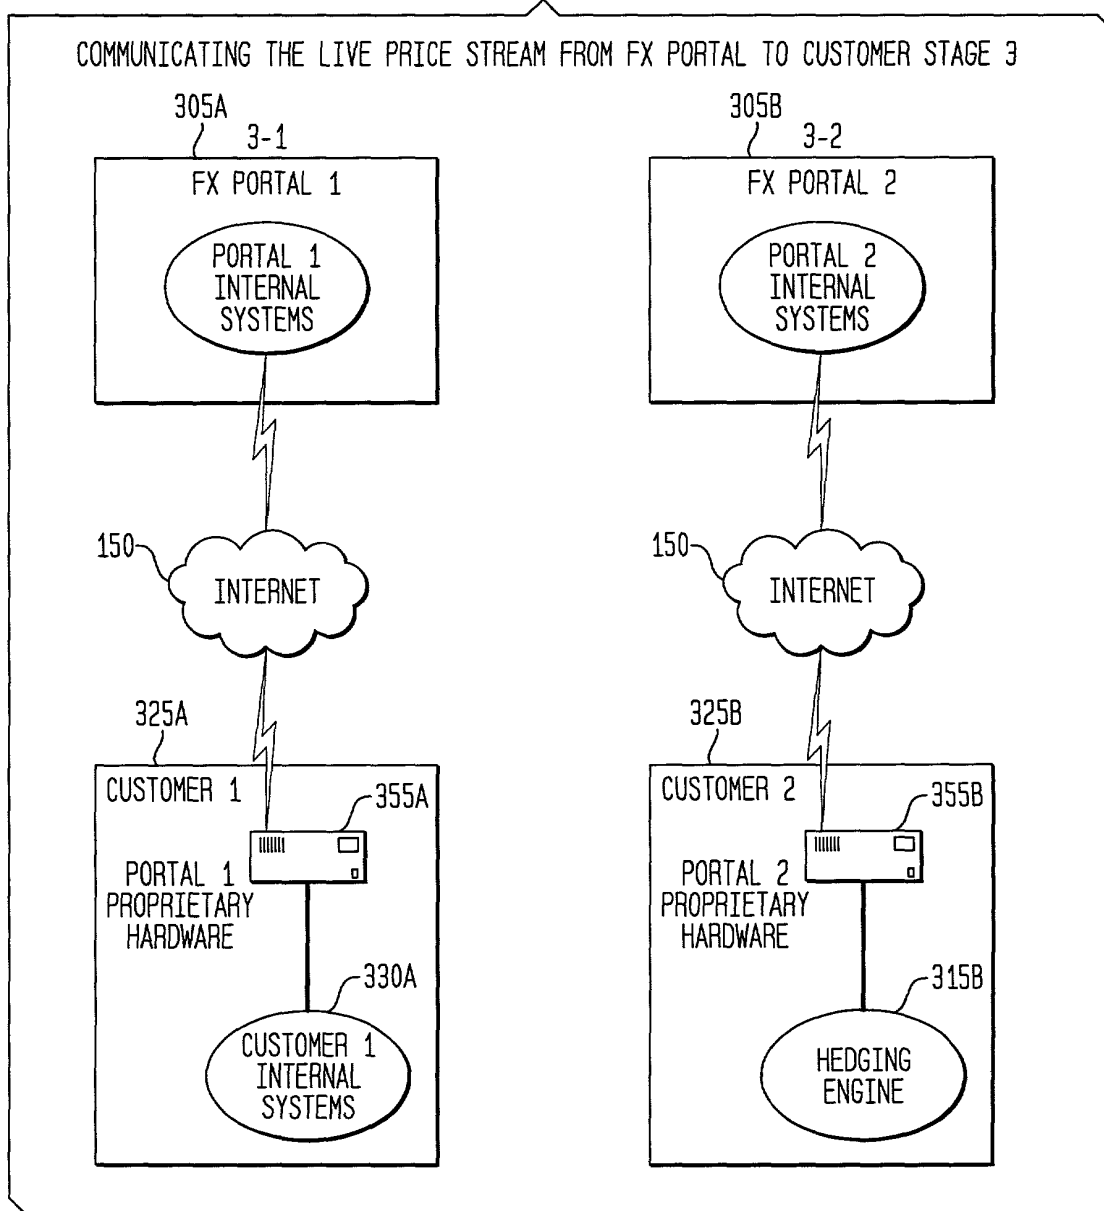 COMMUNICATING THE LIVE PRICE STREAM FROM FX PORTAL TO CUSTOMER STAGE 3
305A
3-1
FX PORTAL 1
PORTAL 1
INTERNAL
SYSTEMS
150
INTERNET
325A
CUSTOMER 1
355A
PORTAL 1
PROPRIETARY
HARDWARE
330A
CUSTOMER 1
INTERNAL
SYSTEMS
305B
3-2
FX PORTAL 2
PORTAL 2
INTERNAL
SYSTEMS
150
INTERNET
325B
CUSTOMER 2
355B
PORTAL 2
PROPRIETARY
HARDWARE
315B
HEDGING
ENGINE